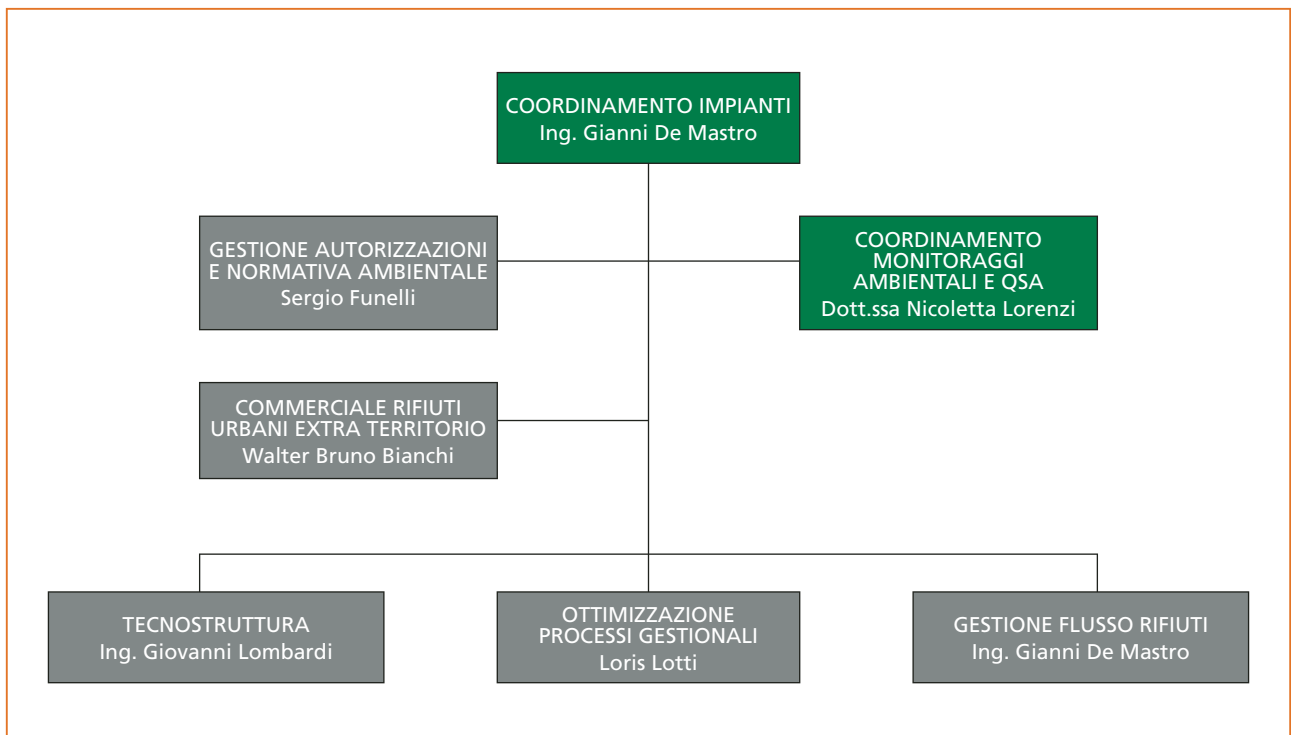 COORDINAMENTO IMPIANTI
Ing. Gianni De Mastro
GESTIONE AUTORIZZAZIONI
E NORMATIVA AMBIENTALE
Sergio Funelli
COORDINAMENTO
MONITORAGGI
AMBIENTALI E QSA
Dott.ssa Nicoletta Lorenzi
COMMERCIALE RIFIUTI
URBANI EXTRA TERRITORIO
Walter Bruno Bianchi
TECNOSTRUTTURA
Ing. Giovanni Lombardi
OTTIMIZZAZIONE
PROCESSI GESTIONALI
Loris Lotti
GESTIONE FLUSSO RIFIUTI
Ing. Gianni De Mastro